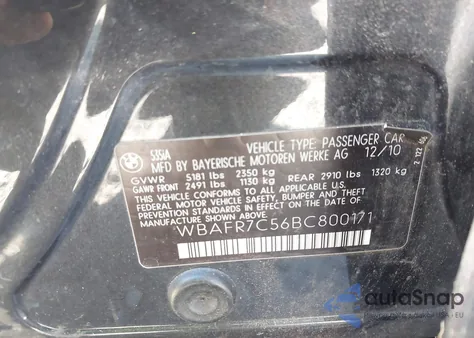 S35IA VEHICLE TYPE PASSENGER CAR
MFD BY BAYERISCHE MOTOREN WERKE AG 12/10
GVWR 5181 lbs 2350 kg
GAWR FRONT 2491 lbs 1130 kg GAWR REAR 2910 lbs 1320 kg
THIS VEHICLE CONFORMS TO ALL APPLICABLE U.S. FEDERAL
MOTOR VEHICLE SAFETY, BUMPER, AND THEFT
PREVENTION STANDARDS IN EFFECT ON THE DATE OF
MANUFACTURE SHOWN ABOVE.
WBAFR7C56BC800171
autoSnap